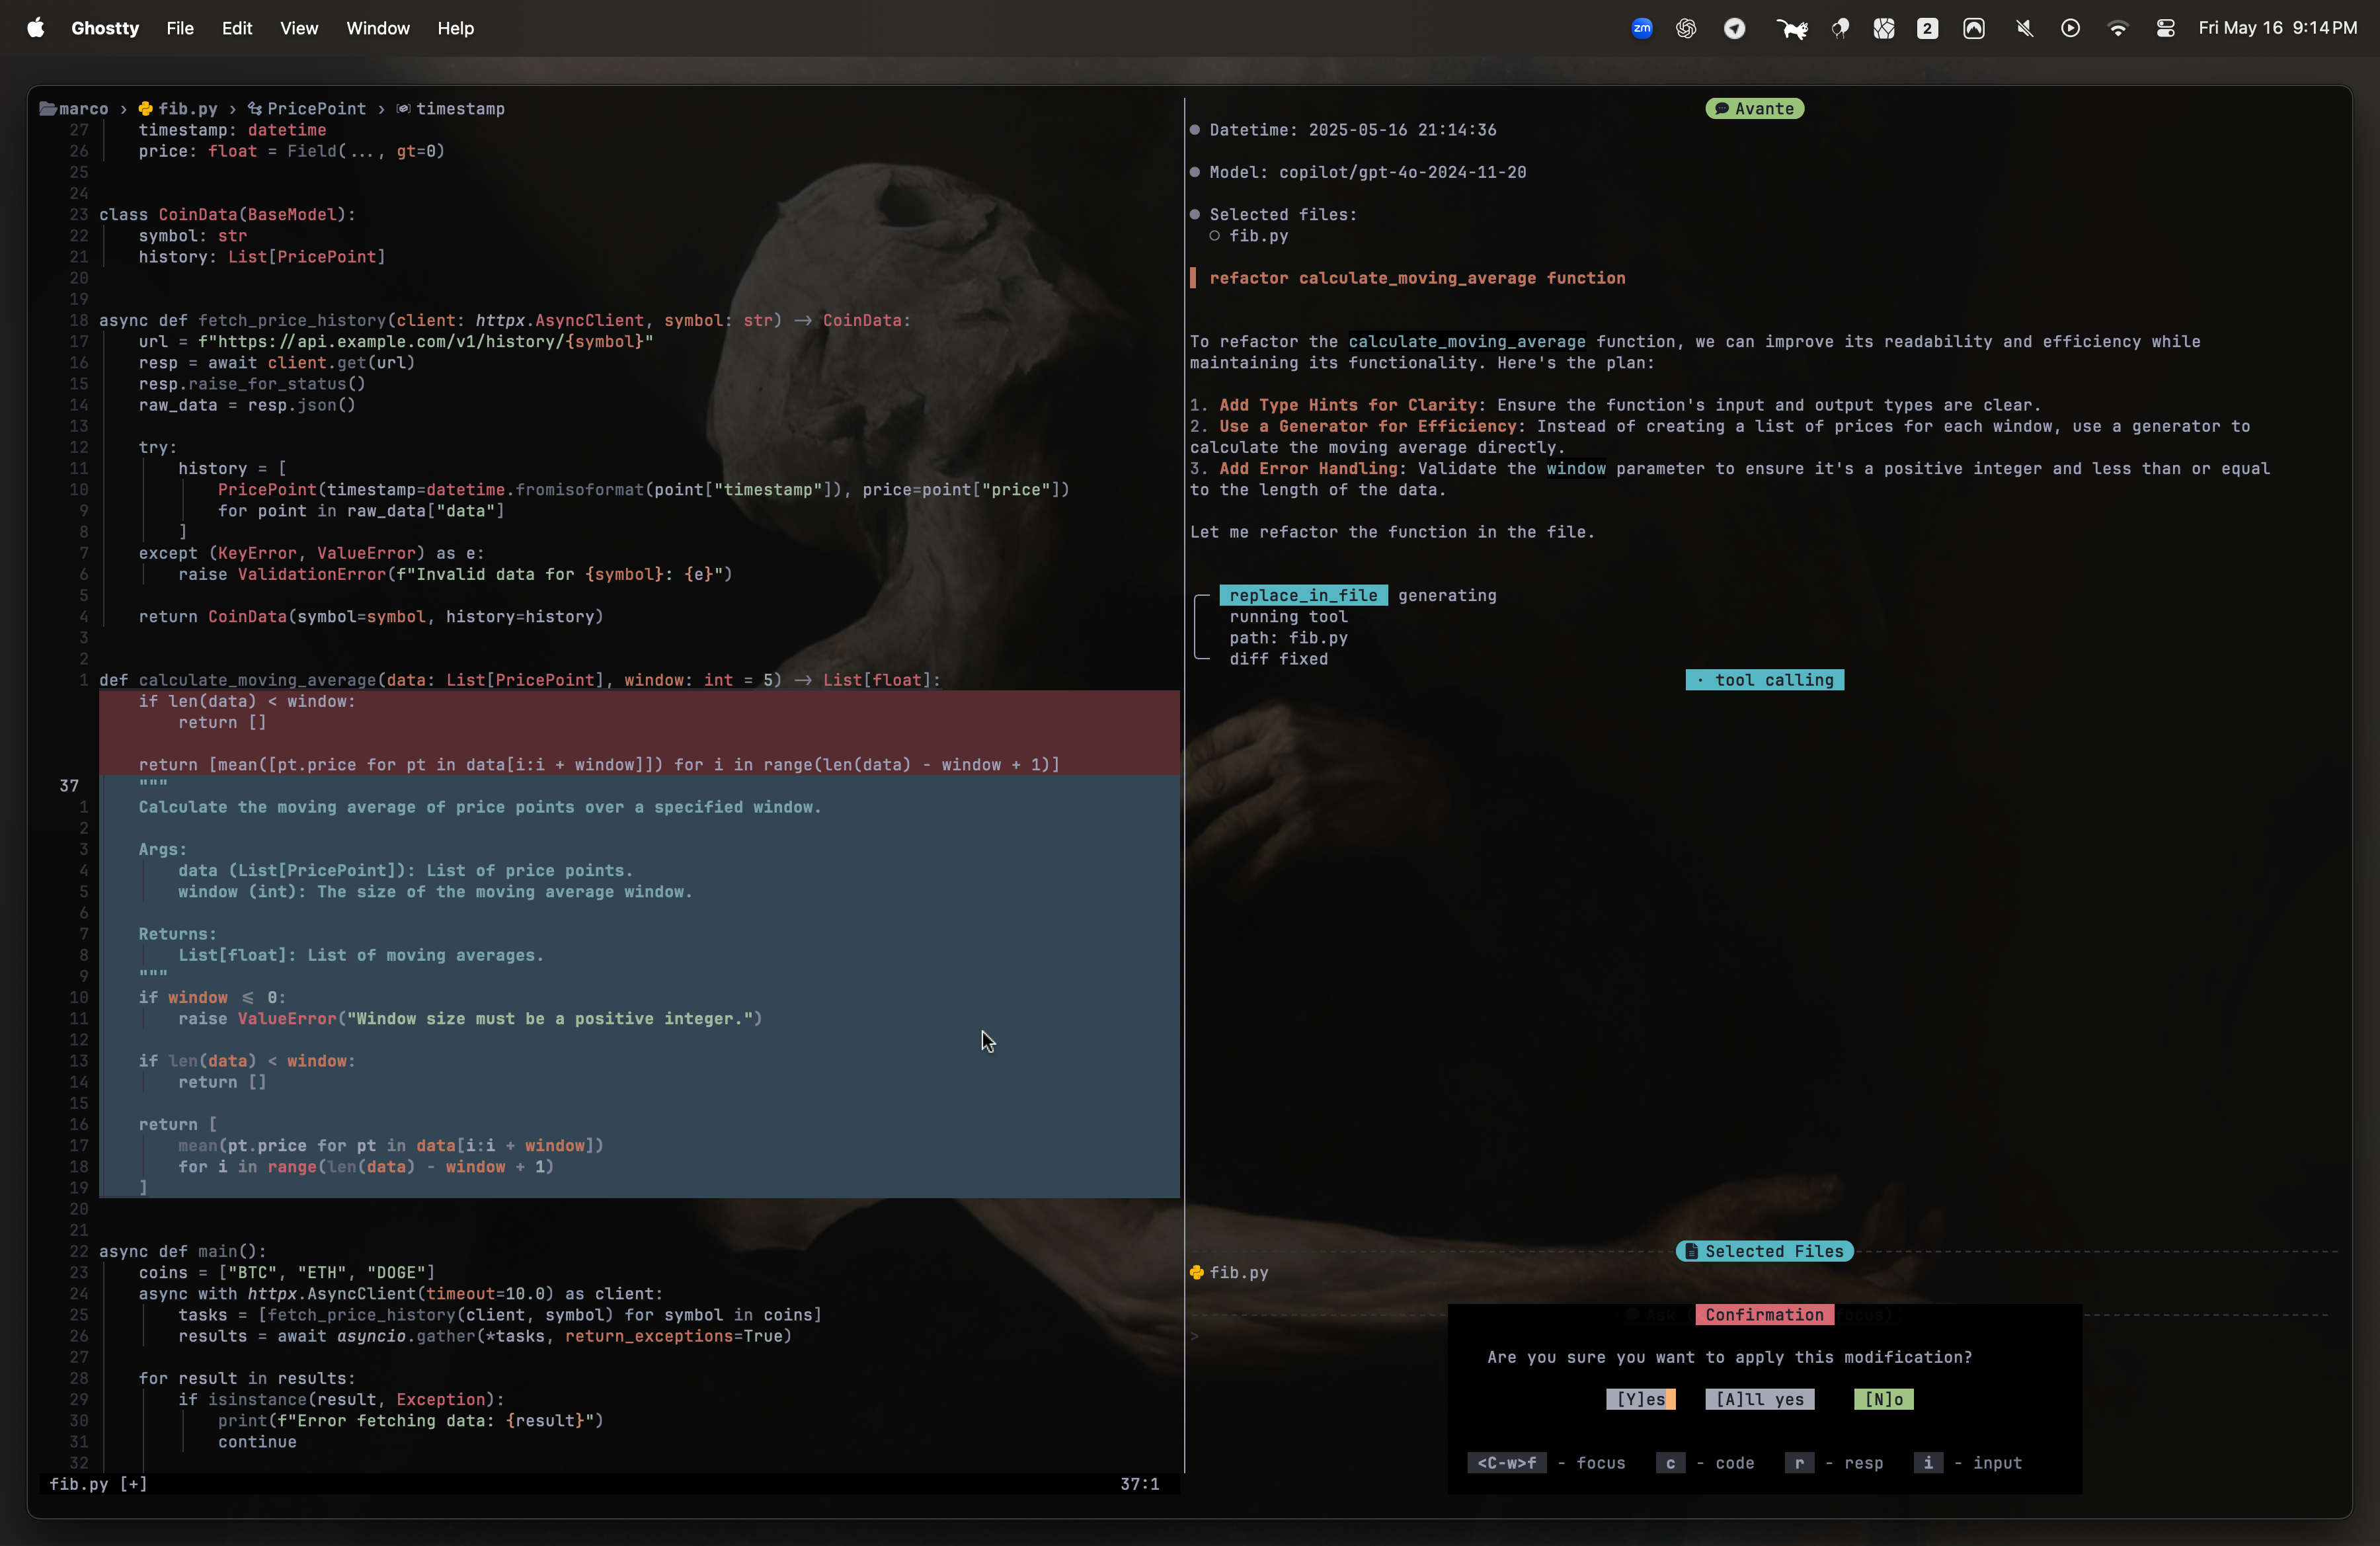 Ghostty File Edit View Window Help
zm 2 Fri May 16 9:14 PM
marco › fib.py › PricePoint › timestamp
27 timestamp: datetime
26 price: float = Field(..., gt=0)
25
24
23 class CoinData(BaseModel):
22 symbol: str
21 history: List[PricePoint]
20
19
18 async def fetch_price_history(client: httpx.AsyncClient, symbol: str) -> CoinData:
17 url = f"https://api.example.com/v1/history/{symbol}"
16 resp = await client.get(url)
15 resp.raise_for_status()
14 raw_data = resp.json()
13
12 try:
11 history = [
10 PricePoint(timestamp=datetime.fromisoformat(point["timestamp"]), price=point["price"])
9 for point in raw_data["data"]
8 ]
7 except (KeyError, ValueError) as e:
6 raise ValidationError(f"Invalid data for {symbol}: {e}")
5
4 return CoinData(symbol=symbol, history=history)
3
2
1 def calculate_moving_average(data: List[PricePoint], window: int = 5) -> List[float]:
if len(data) < window:
return []
return [mean([pt.price for pt in data[i:i + window]]) for i in range(len(data) - window + 1)]
37 """
1 Calculate the moving average of price points over a specified window.
2
3 Args:
4 data (List[PricePoint]): List of price points.
5 window (int): The size of the moving average window.
6
7 Returns:
8 List[float]: List of moving averages.
9 """
10 if window <= 0:
11 raise ValueError("Window size must be a positive integer.")
12
13 if len(data) < window:
14 return []
15
16 return [
17 mean(pt.price for pt in data[i:i + window])
18 for i in range(len(data) - window + 1)
19 ]
20
21
22 async def main():
23 coins = ["BTC", "ETH", "DOGE"]
24 async with httpx.AsyncClient(timeout=10.0) as client:
25 tasks = [fetch_price_history(client, symbol) for symbol in coins]
26 results = await asyncio.gather(*tasks, return_exceptions=True)
27
28 for result in results:
29 if isinstance(result, Exception):
30 print(f"Error fetching data: {result}")
31 continue
32
fib.py [+] 37:1
Avante
Datetime: 2025-05-16 21:14:36
Model: copilot/gpt-4o-2024-11-20
Selected files:
fib.py
refactor calculate_moving_average function
To refactor the calculate_moving_average function, we can improve its readability and efficiency while
maintaining its functionality. Here's the plan:
1. Add Type Hints for Clarity: Ensure the function's input and output types are clear.
2. Use a Generator for Efficiency: Instead of creating a list of prices for each window, use a generator to
calculate the moving average directly.
3. Add Error Handling: Validate the window parameter to ensure it's a positive integer and less than or equal
to the length of the data.
Let me refactor the function in the file.
replace_in_file generating
running tool
path: fib.py
diff fixed
· tool calling
Selected Files
fib.py
Confirmation
>
Are you sure you want to apply this modification?
[Y]es [A]ll yes [N]o
<C-w>f - focus c - code r - resp i - input